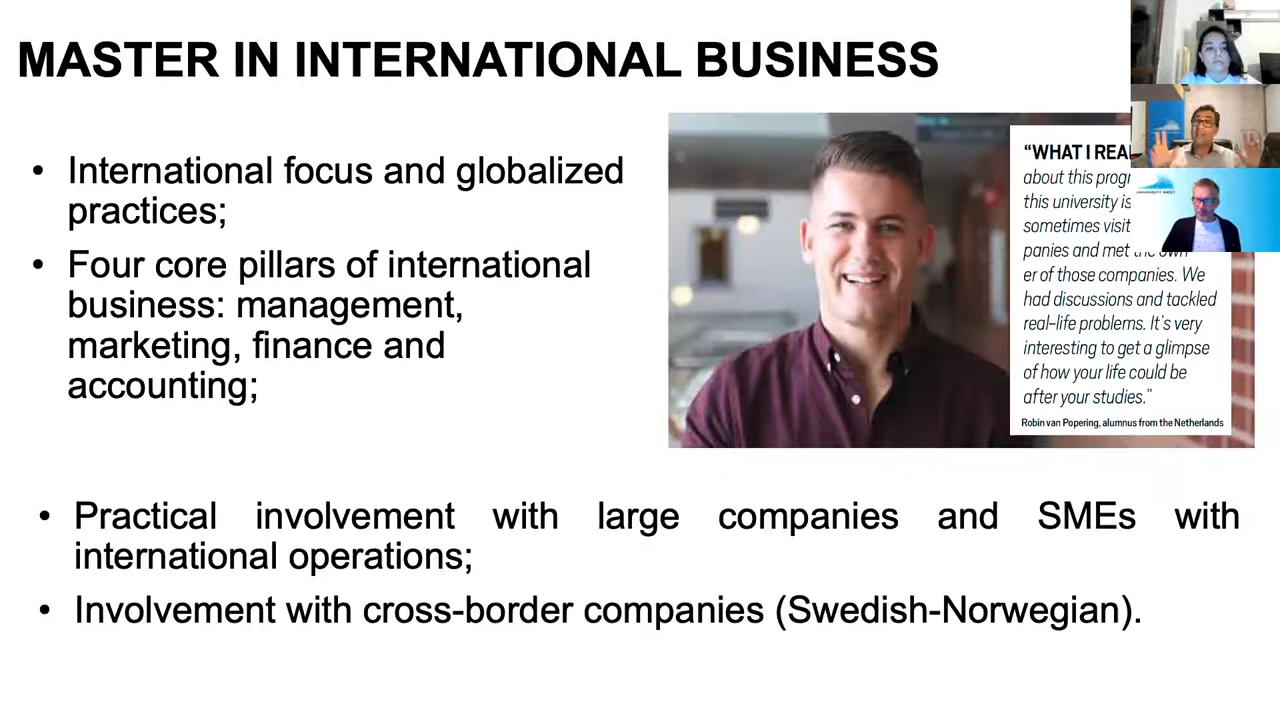 MASTER IN INTERNATIONAL BUSINESS
• International focus and globalized
practices;
• Four core pillars of international
business: management,
marketing, finance and
accounting;
“WHAT I
about this
this university is
sometimes visit
panies and met the own-
er of those companies. We
had discussions and tackled
real-life problems. It's very
interesting to get a glimpse
of how your life could be
after your studies."
Robin van Popering, alumnus from the Netherlands
UNIVERSITY WEST
• Practical involvement with large companies and SMEs with
international operations;
• Involvement with cross-border companies (Swedish-Norwegian).